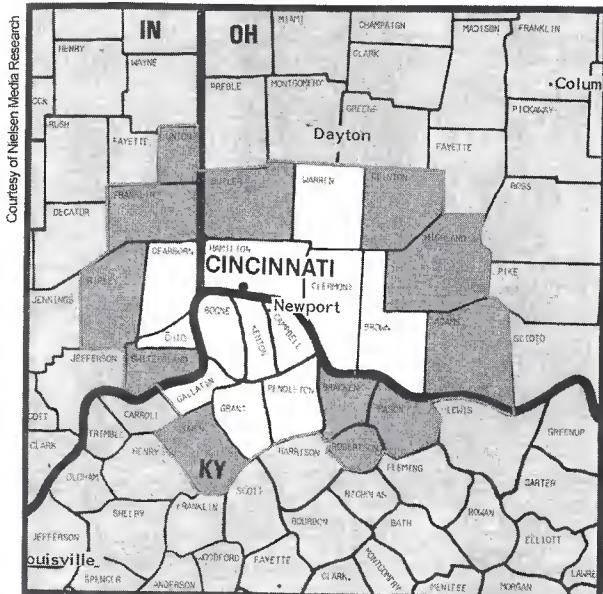 Courtesy of Nielsen Media Research
IN
OH
MIAMI
CHAMPAIGN
MADISON
FRANKLIN
HENRY
WAYNE
CLARK
PREBLE
MONTGOMERY
GREENE
Colum
PICKAWAY
RUSH
FAYETTE
UNION
Dayton
FAYETTE
ROSS
FRANKLIN
BUTLER
WARREN
CLINTON
DECATUR
HIGHLAND
DEARBORN
HAMILTON
CINCINNATI
CLERMONT
PIKE
RIPLEY
JENNINGS
Newport
BOONE
KENTON
CAMPBELL
BROWN
ADAMS
SCIOTO
OHIO
JEFFERSON
SWITZERLAND
GALLATIN
PENDLETON
BRACKEN
MASON
LEWIS
GRANT
CARROLL
OWEN
SCOTT
TRIMBLE
ROBERTSON
GREENUP
CLARK
HENRY
KY
HARRISON
FLEMING
OLDHAM
SCOTT
NICHOLAS
CARTER
SHELBY
FRANKLIN
BOURBON
BATH
ROWAN
ELLIOTT
JEFFERSON
ouisville
WOODFORD
FAYETTE
SPENCER
ANDERSON
CLARK
MONTGOMERY
MENIFEE
MORGAN
LAWRE